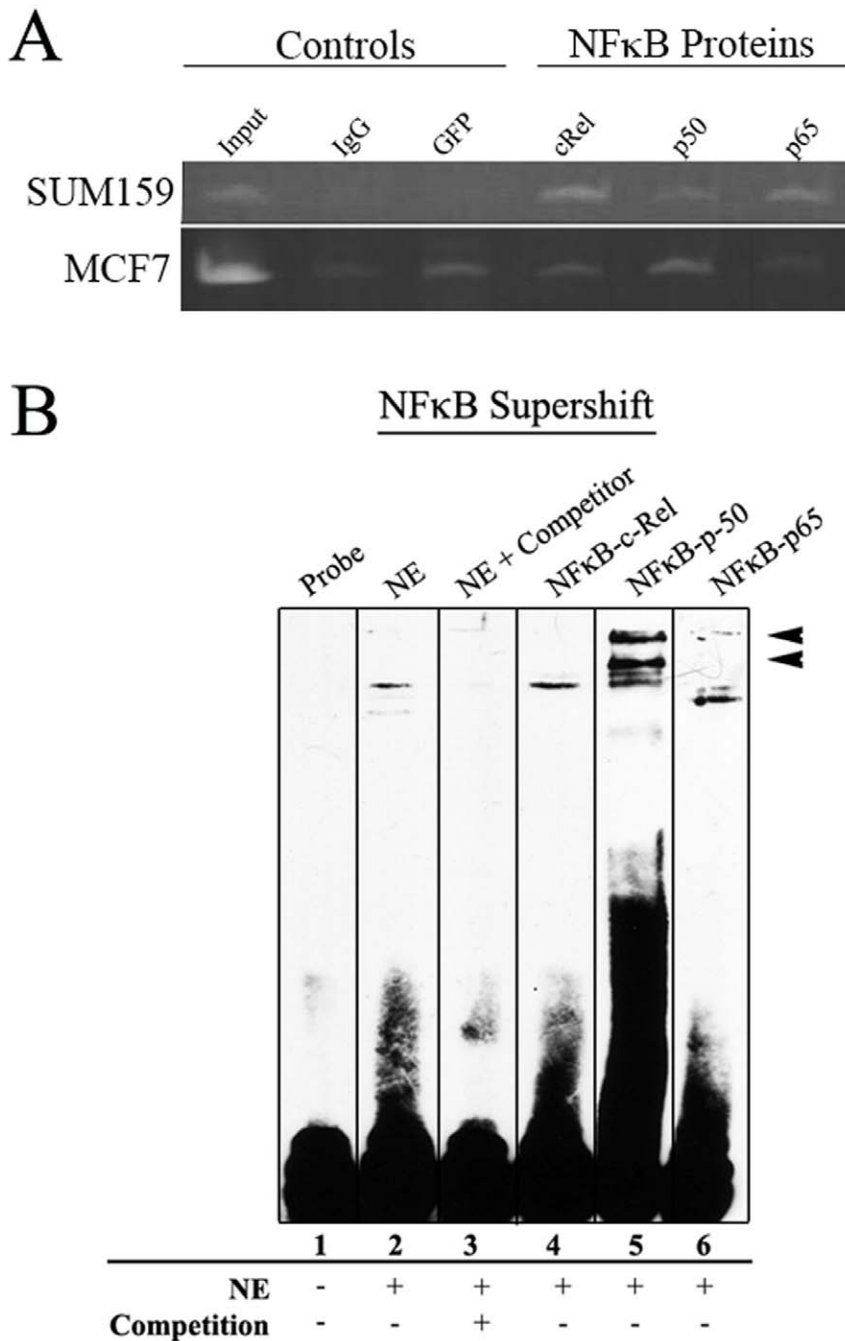 A
Controls NFκB Proteins
Input IgG GFP cRel p50 p65
SUM159
MCF7
B
NFκB Supershift
Probe NE NE + Competitor NFκB-c-Rel NFκB-p-50 NFκB-p65
1 2 3 4 5 6
NE - + + + + +
Competition - - + - - -